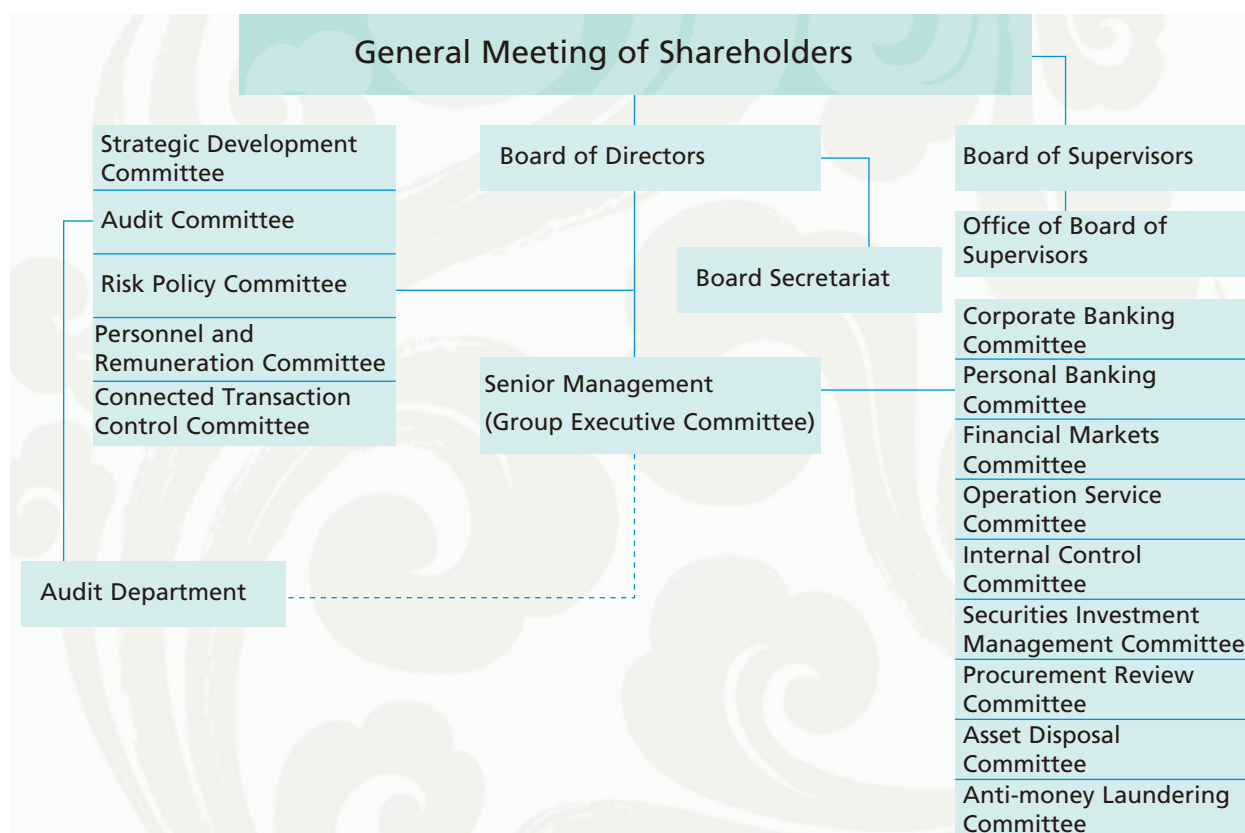 General Meeting of Shareholders
Strategic Development
Committee
Audit Committee
Risk Policy Committee
Personnel and
Remuneration Committee
Connected Transaction
Control Committee
Audit Department
Board of Directors
Board Secretariat
Senior Management
(Group Executive Committee)
Board of Supervisors
Office of Board of
Supervisors
Corporate Banking
Committee
Personal Banking
Committee
Financial Markets
Committee
Operation Service
Committee
Internal Control
Committee
Securities Investment
Management Committee
Procurement Review
Committee
Asset Disposal
Committee
Anti-money Laundering
Committee